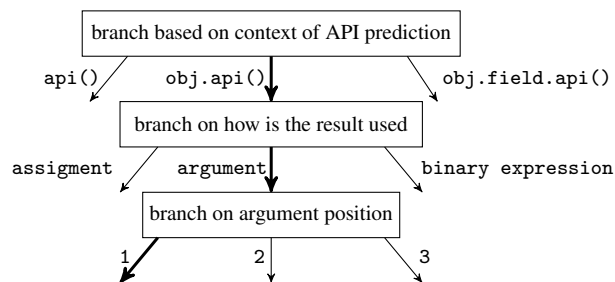 branch based on context of API prediction
api() obj.api() obj.field.api()
branch on how is the result used
assigment argument binary expression
branch on argument position
1 2 3